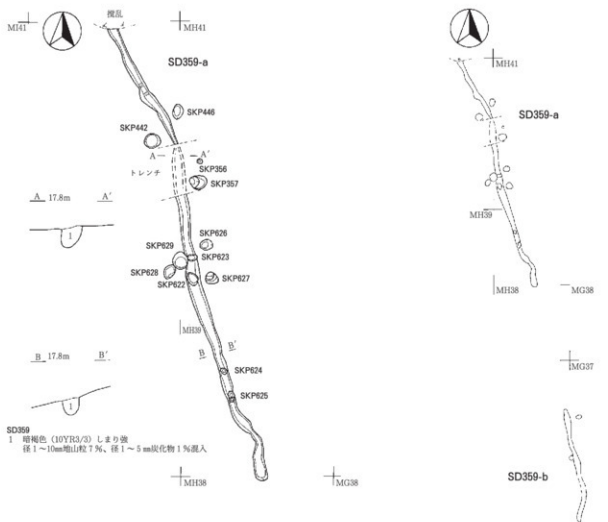 攪乱
MI41
MH41
SD359-a
SKP446
SKP442
A
A′
SKP356
トレンチ
SKP357
A 17.8m A′
1
SKP626
SKP629
SKP623
SKP628
SKP627
SKP622
MH39
B
B′
B 17.8m B′
SKP624
1
SKP625
SD359
1 暗褐色（10YR3/3）しまり強
径1～10㎜地山粒7％、径1～5㎜炭化物1％混入
MH38
MG38
MH41
SD359-a
MH39
MH38
MG38
MG37
SD359-b